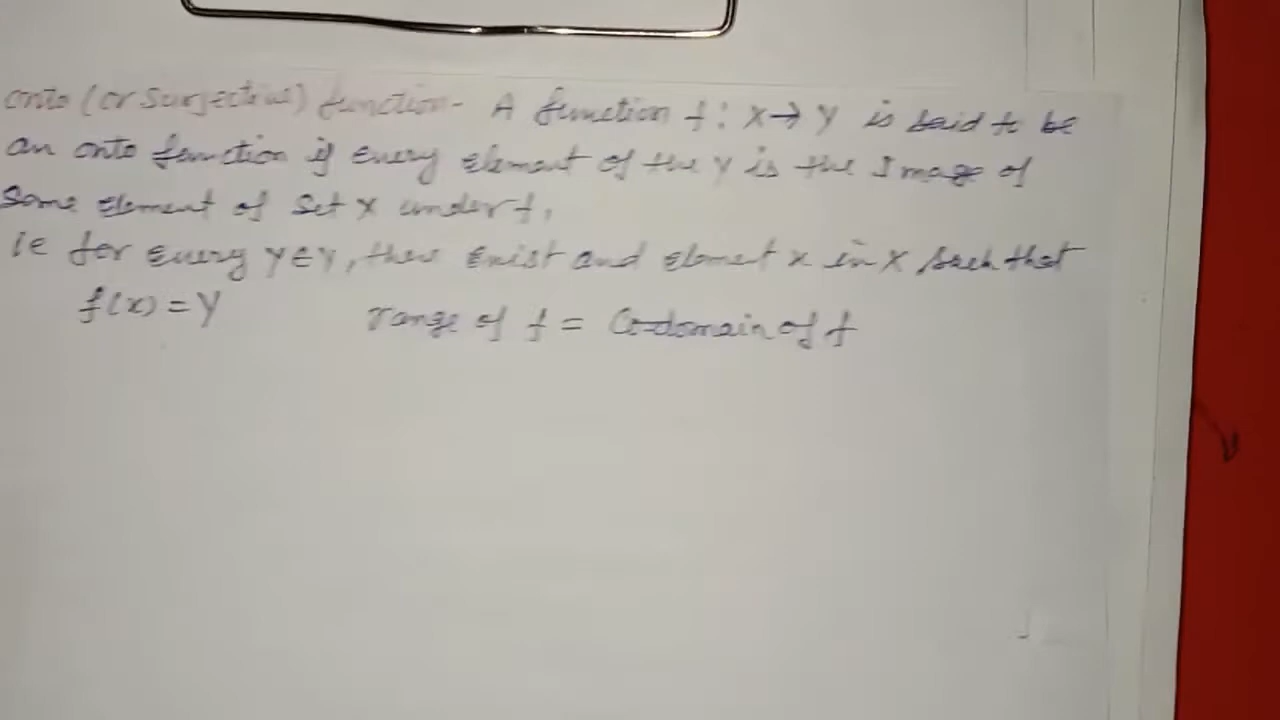 onto (or surjective) function- A function f: X→Y is said to be
an onto function if every element of the Y is the Image of
some element of set X under f,
ie for every y∈Y, there exist and element x in X such that
f(x) = Y range of f = Co-domain of f